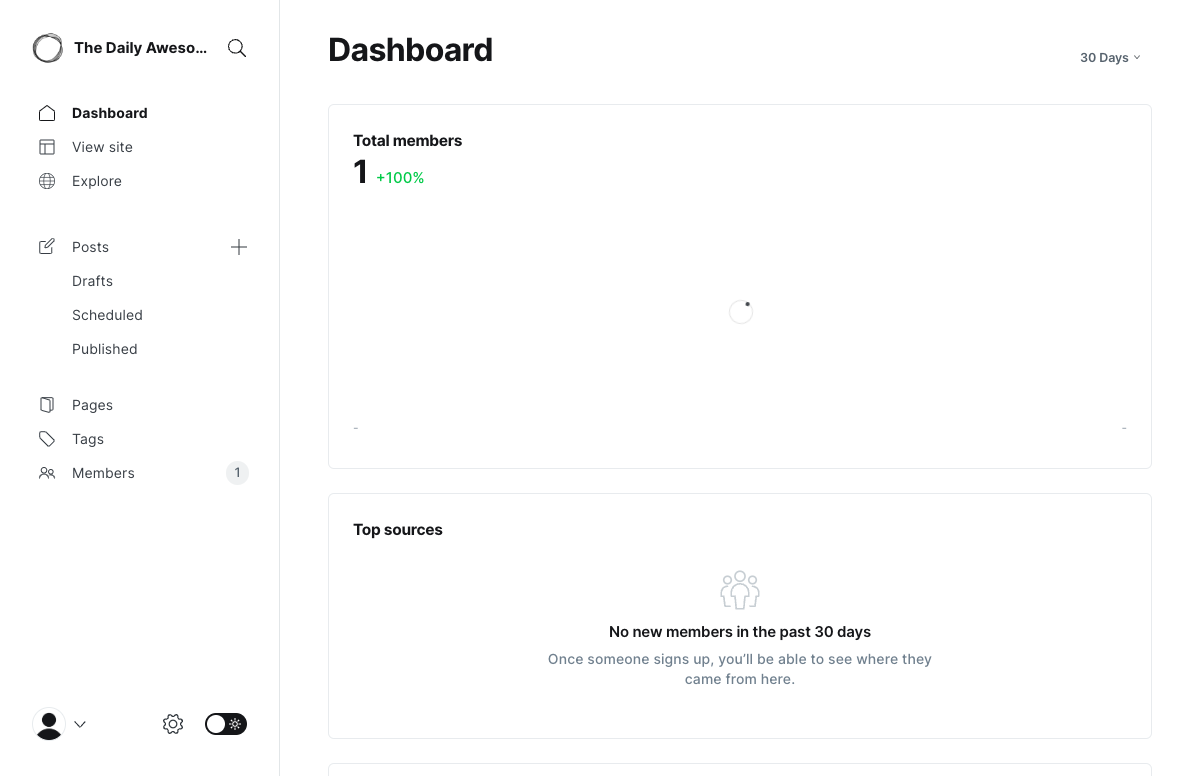 The Daily Aweso...
Dashboard
View site
Explore
Posts
Drafts
Scheduled
Published
Pages
Tags
Members
1
Dashboard
30 Days
Total members
1 +100%
- -
Top sources
No new members in the past 30 days
Once someone signs up, you’ll be able to see where they
came from here.